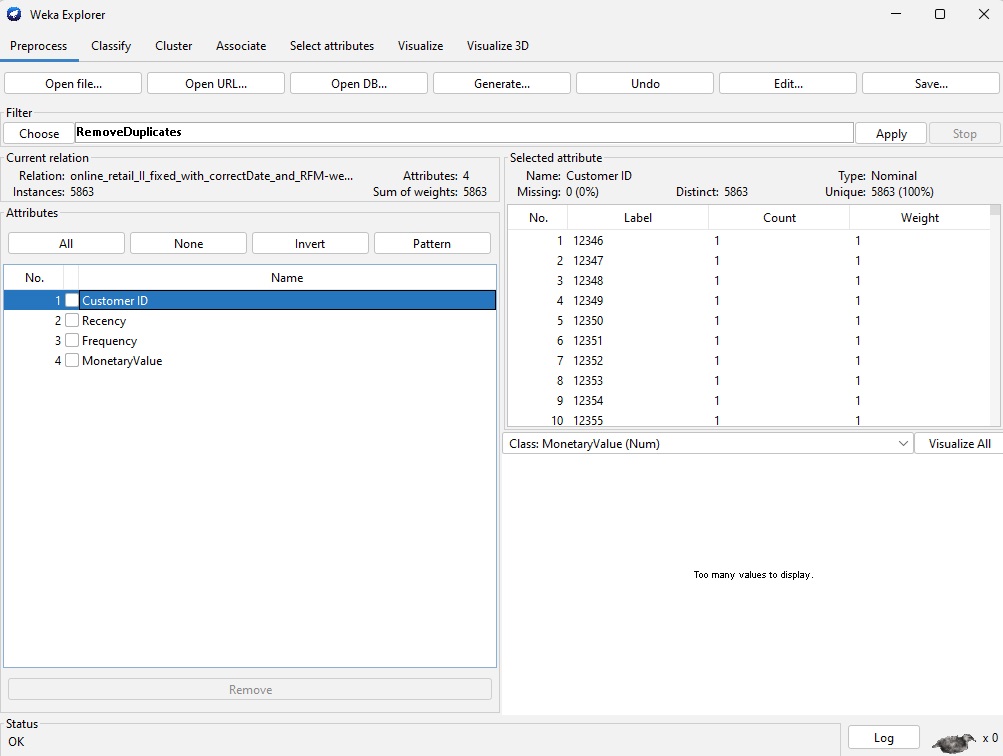 Weka Explorer
Preprocess Classify Cluster Associate Select attributes Visualize Visualize 3D
Open file... Open URL... Open DB... Generate... Undo Edit... Save...
Filter
Choose RemoveDuplicates Apply Stop
Current relation
Relation: online_retail_II_fixed_with_correctDate_and_RFM-we... Attributes: 4
Instances: 5863 Sum of weights: 5863
Attributes
All None Invert Pattern
No. Name
1 Customer ID
2 Recency
3 Frequency
4 MonetaryValue
Remove
Selected attribute
Name: Customer ID Type: Nominal
Missing: 0 (0%) Distinct: 5863 Unique: 5863 (100%)
No. Label Count Weight
1 12346 1 1
2 12347 1 1
3 12348 1 1
4 12349 1 1
5 12350 1 1
6 12351 1 1
7 12352 1 1
8 12353 1 1
9 12354 1 1
10 12355 1 1
Class: MonetaryValue (Num) Visualize All
Too many values to display.
Status
OK
Log x 0